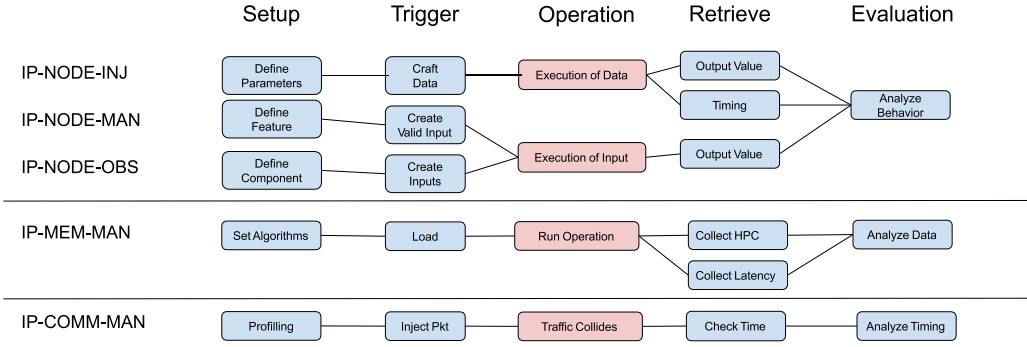 Setup Trigger Operation Retrieve Evaluation
IP-NODE-INJ
Define
Parameters
Craft
Data
Execution of Data
Output Value
Timing
Analyze
Behavior
IP-NODE-MAN
Define
Feature
Create
Valid Input
IP-NODE-OBS
Define
Component
Create
Inputs
Execution of Input
Output Value
IP-MEM-MAN
Set Algorithms
Load
Run Operation
Collect HPC
Collect Latency
Analyze Data
IP-COMM-MAN
Profilling
Inject Pkt
Traffic Collides
Check Time
Analyze Timing